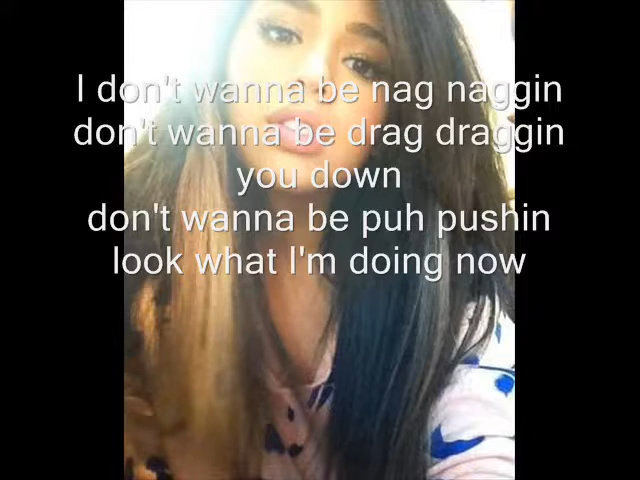 I don't wanna be nag naggin
don't wanna be drag draggin
you down
don't wanna be puh pushin
look what I'm doing now